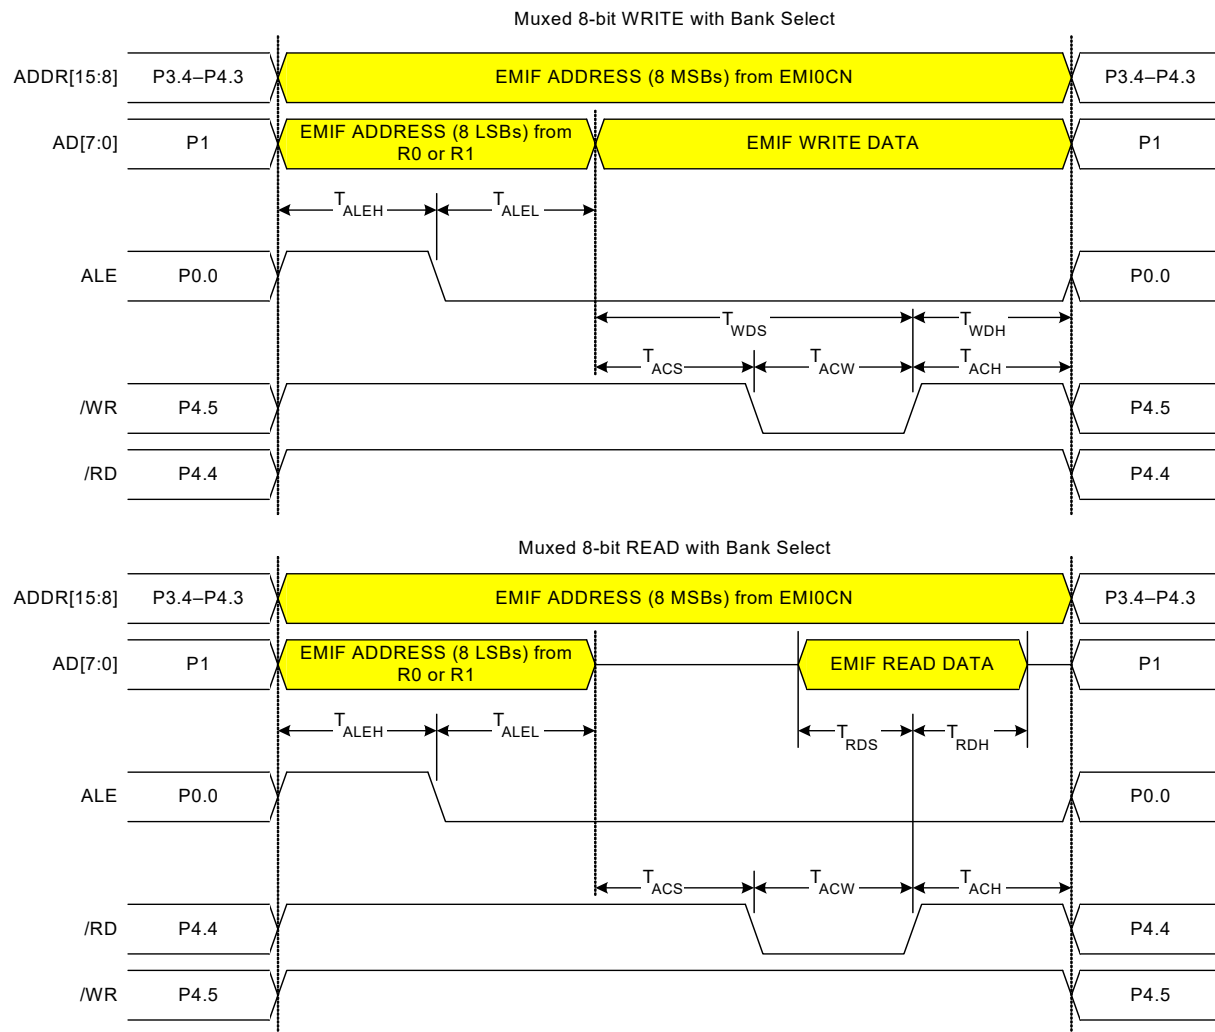 Muxed 8-bit WRITE with Bank Select
ADDR[15:8] P3.4–P4.3 EMIF ADDRESS (8 MSBs) from EMI0CN P3.4–P4.3
AD[7:0] P1 EMIF ADDRESS (8 LSBs) from R0 or R1 EMIF WRITE DATA P1
TALEH TALEL
ALE P0.0 P0.0
TWDS TWDH
TACS TACW TACH
/WR P4.5 P4.5
/RD P4.4 P4.4
Muxed 8-bit READ with Bank Select
ADDR[15:8] P3.4–P4.3 EMIF ADDRESS (8 MSBs) from EMI0CN P3.4–P4.3
AD[7:0] P1 EMIF ADDRESS (8 LSBs) from R0 or R1 EMIF READ DATA P1
TALEH TALEL TRDS TRDH
ALE P0.0 P0.0
TACS TACW TACH
/RD P4.4 P4.4
/WR P4.5 P4.5